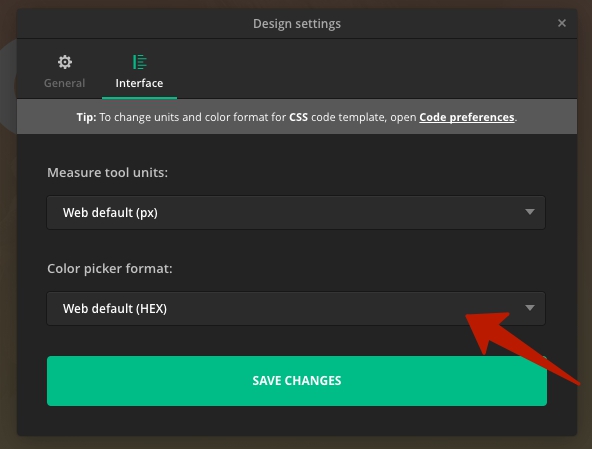 Design settings
General
Interface
Tip: To change units and color format for CSS code template, open Code preferences.
Measure tool units:
Web default (px)
Color picker format:
Web default (HEX)
SAVE CHANGES